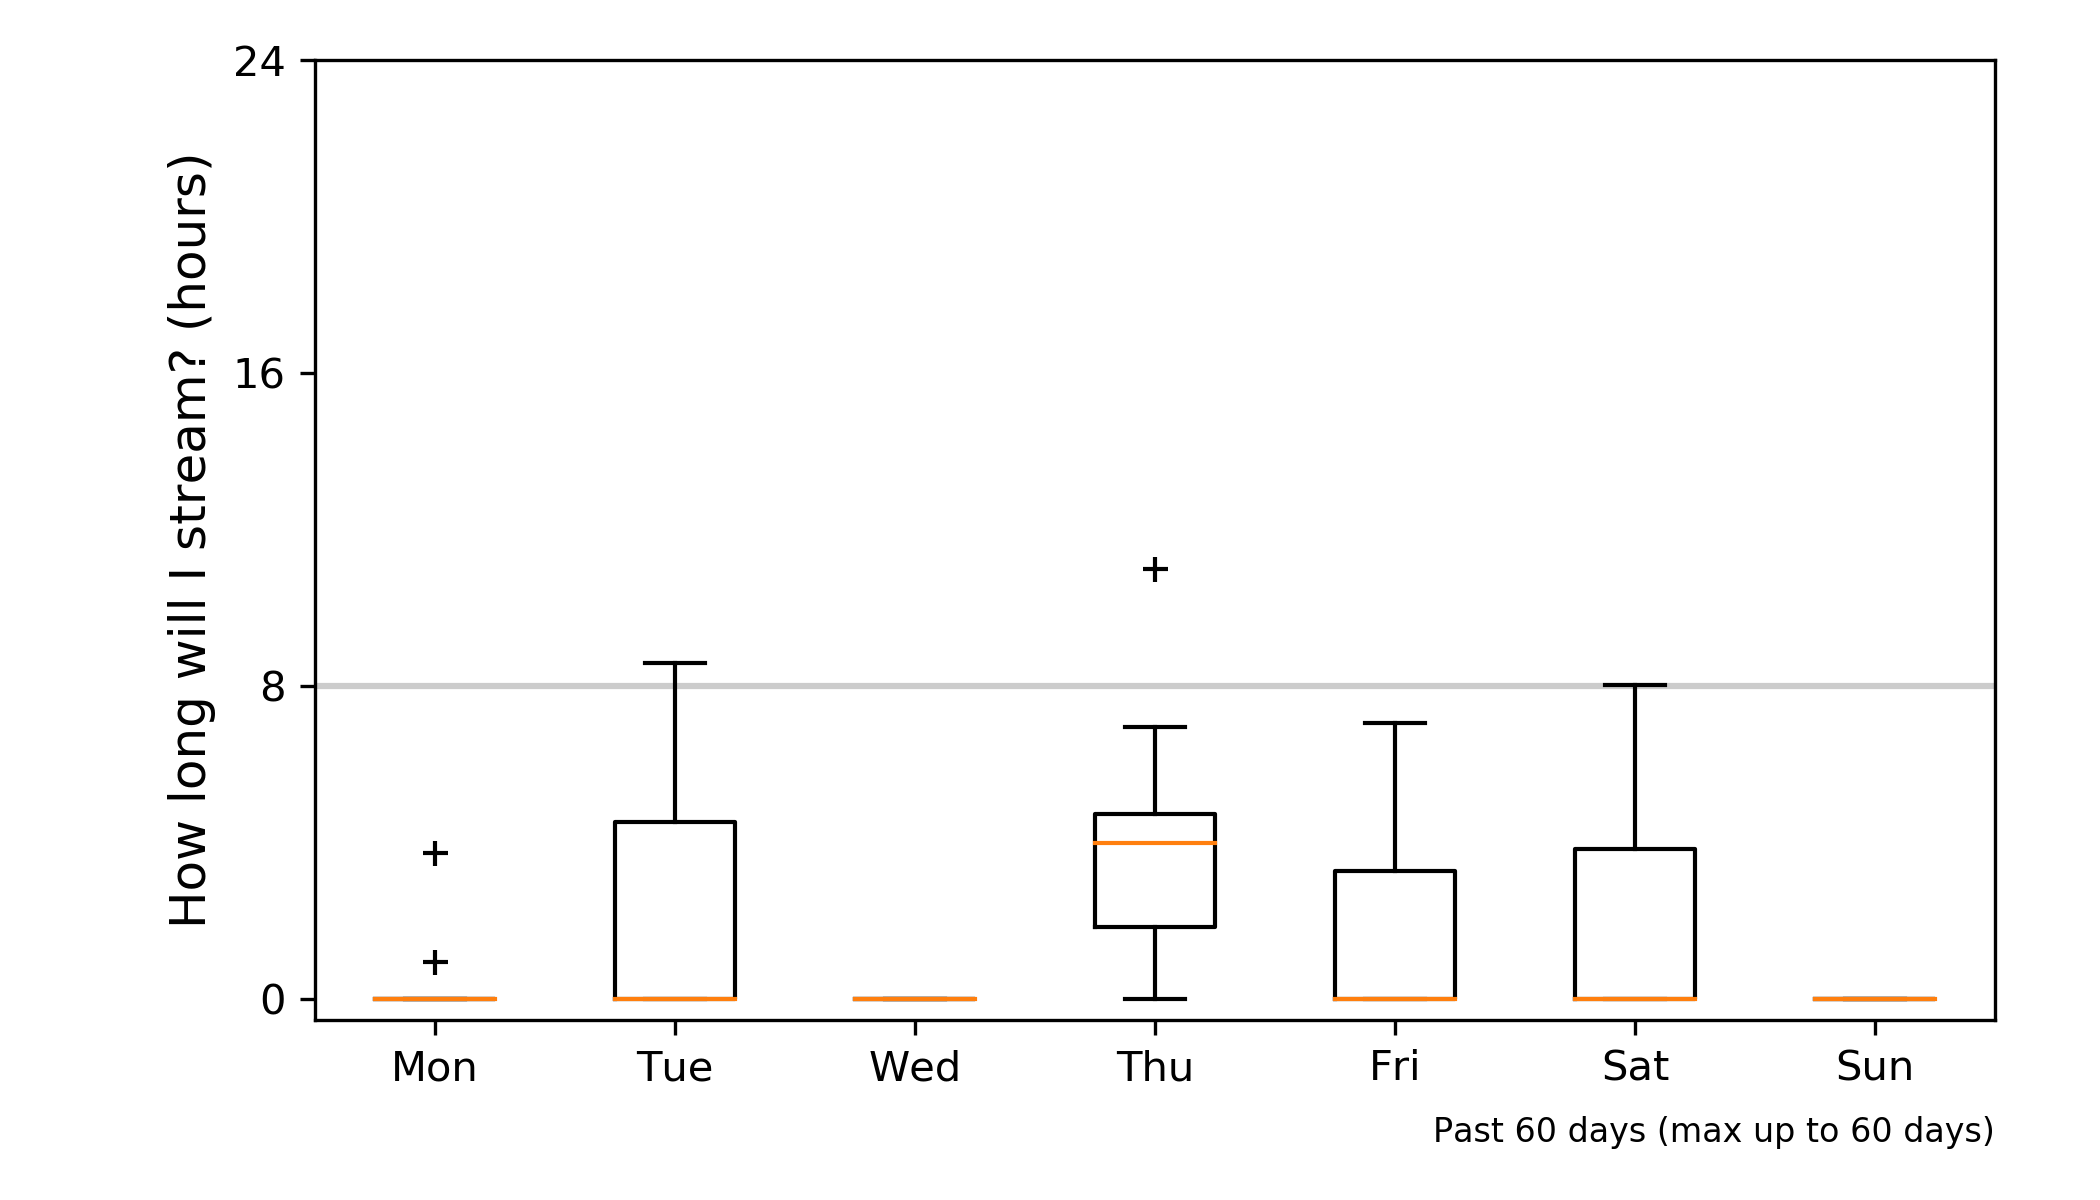 How long will I stream? (hours)
24
16
8
0
Mon Tue Wed Thu Fri Sat Sun
Past 60 days (max up to 60 days)